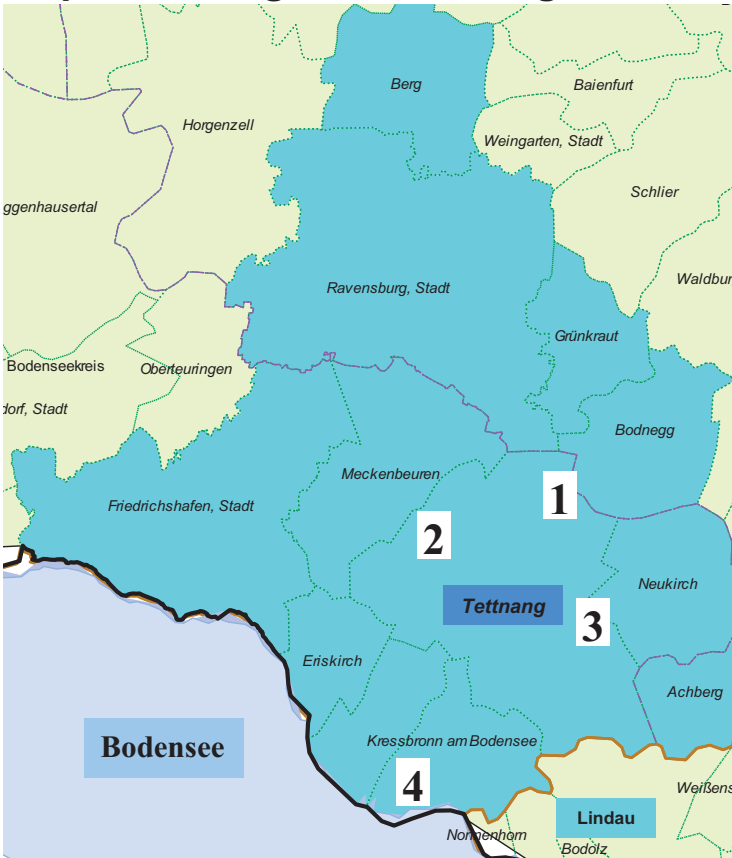 Berg
Baienfurt
Horgenzell
Weingarten, Stadt
Schlier
ggenhausertal
Waldbur
Ravensburg, Stadt
Grünkraut
Bodenseekreis
Oberteuringen
dorf, Stadt
Bodnegg
Meckenbeuren
1
Friedrichshafen, Stadt
2
Neukirch
Tettnang
3
Eriskirch
Achberg
Bodensee
Kressbronn am Bodensee
4
Weißens
Lindau
Nonnenhorn
Bodolz